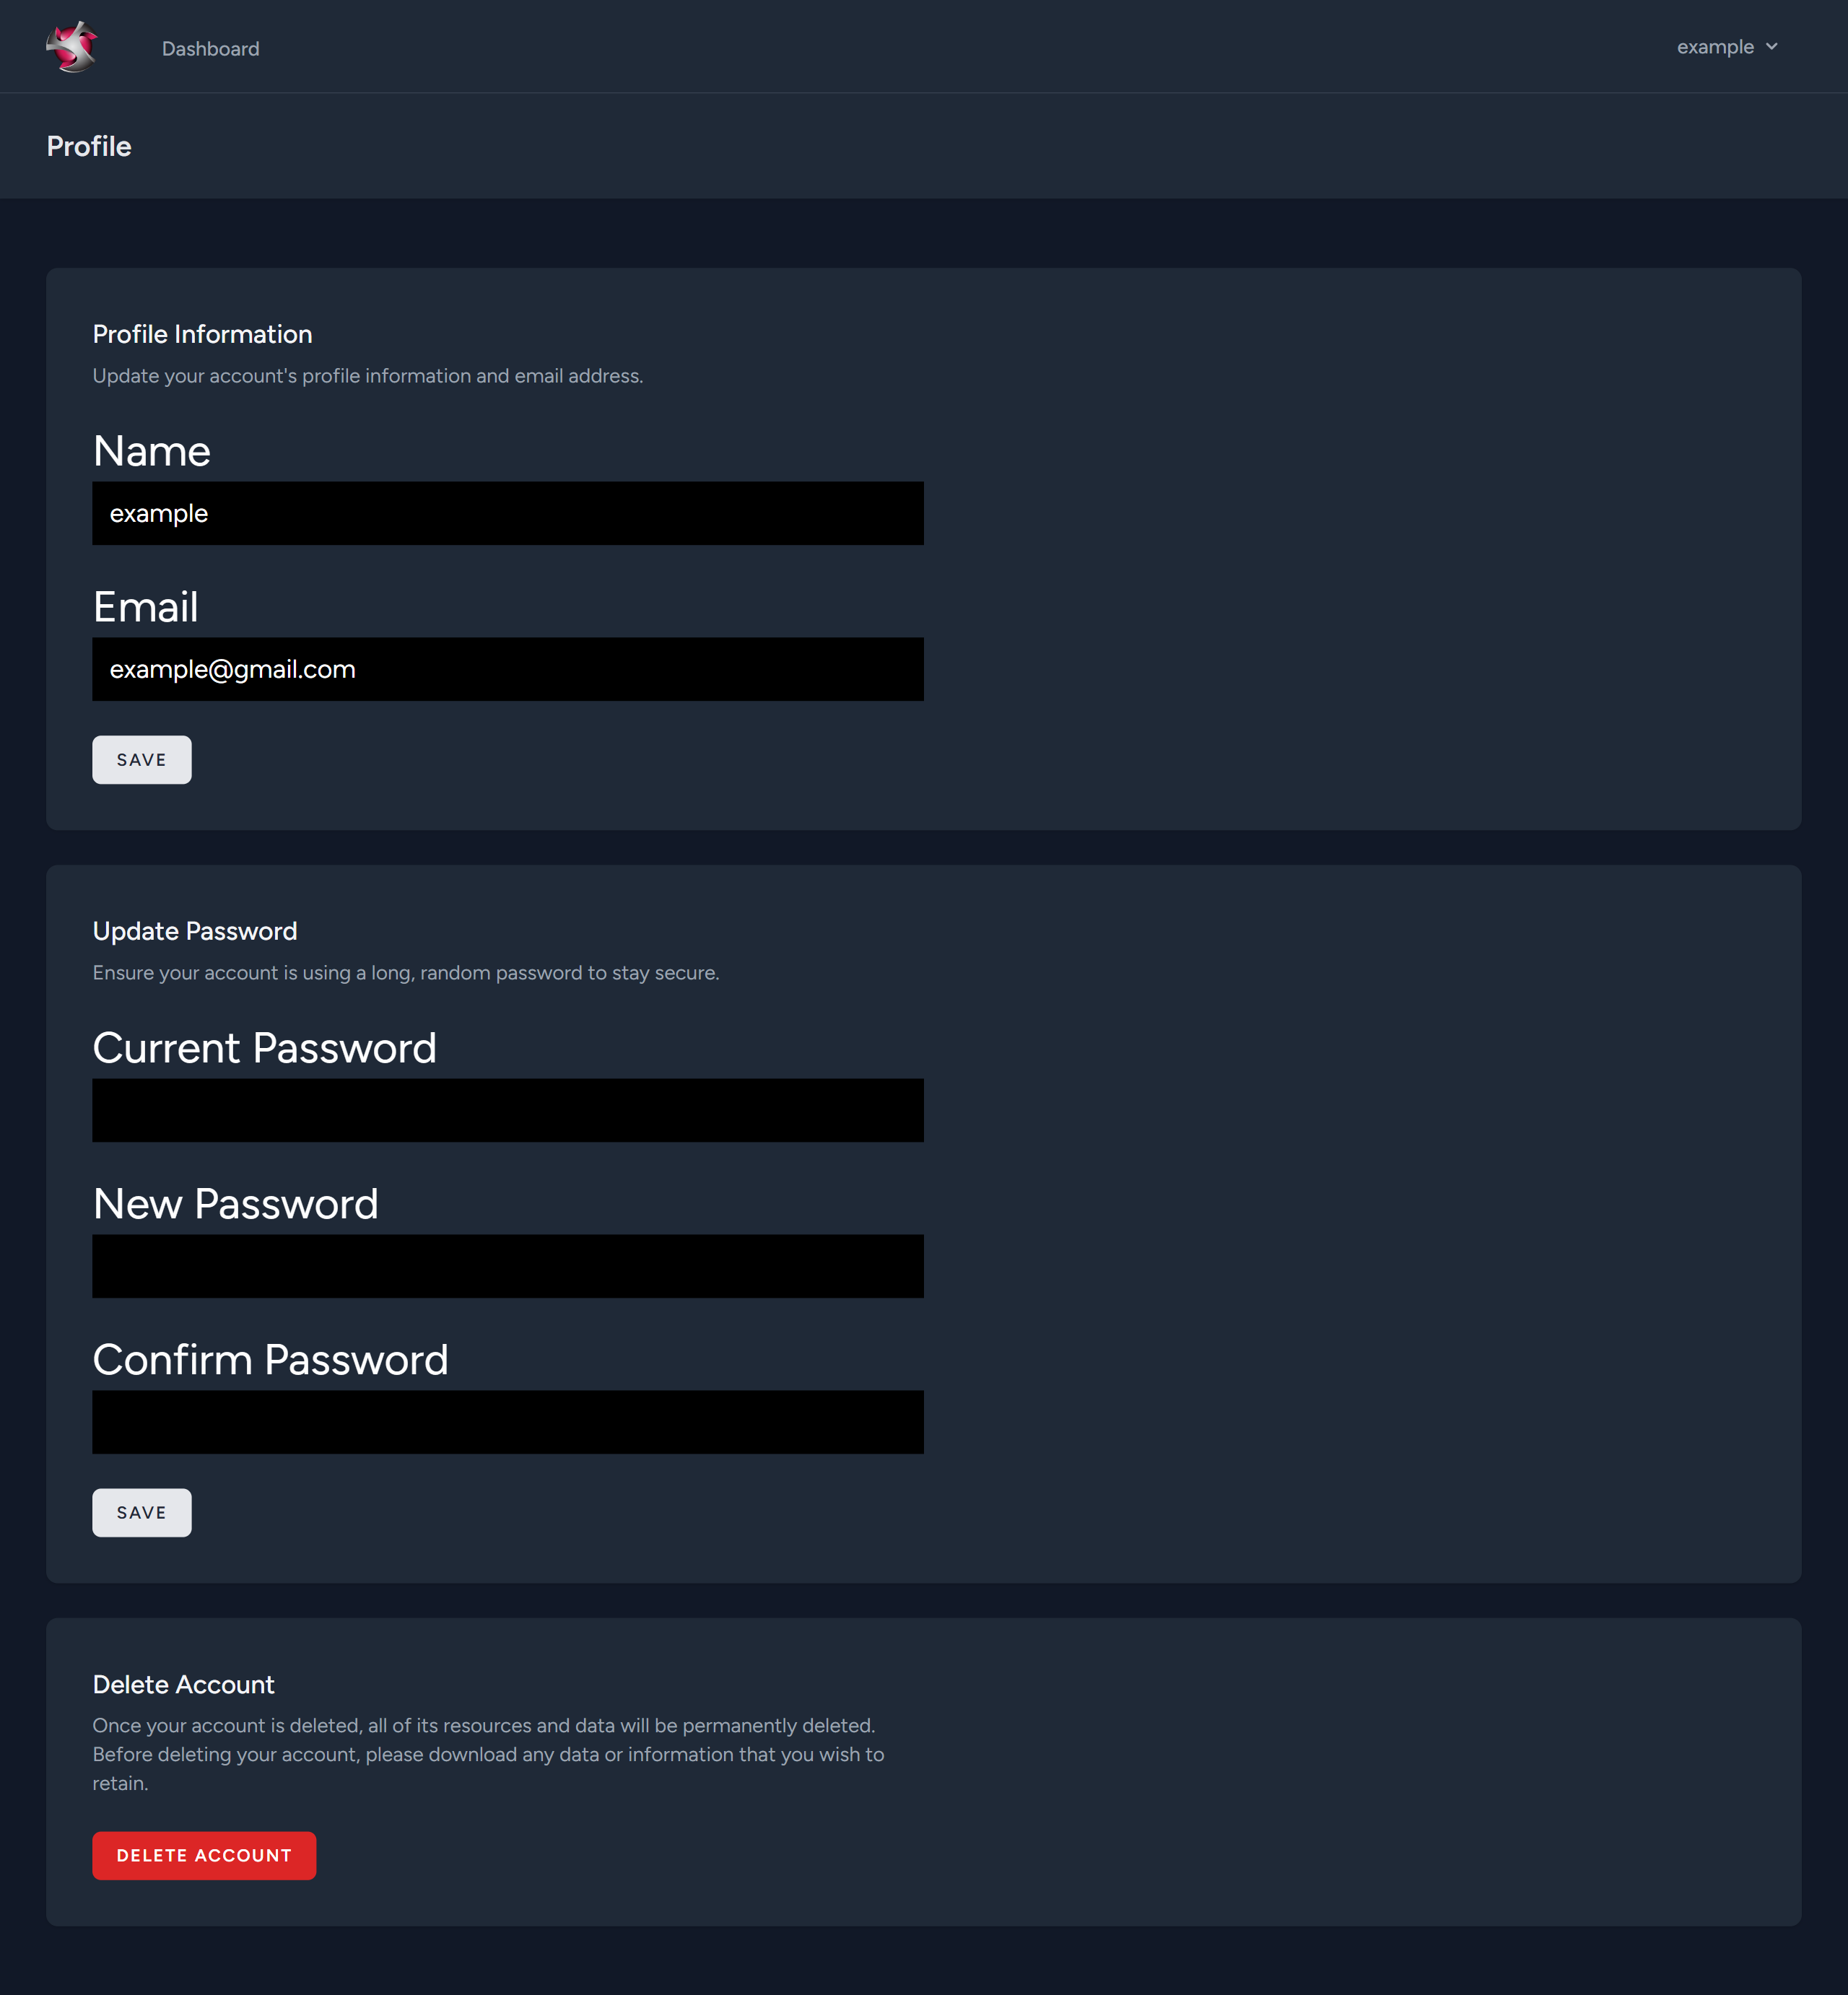 Dashboard
example
Profile
Profile Information
Update your account's profile information and email address.
Name
example
Email
example@gmail.com
SAVE
Update Password
Ensure your account is using a long, random password to stay secure.
Current Password
New Password
Confirm Password
SAVE
Delete Account
Once your account is deleted, all of its resources and data will be permanently deleted.
Before deleting your account, please download any data or information that you wish to
retain.
DELETE ACCOUNT